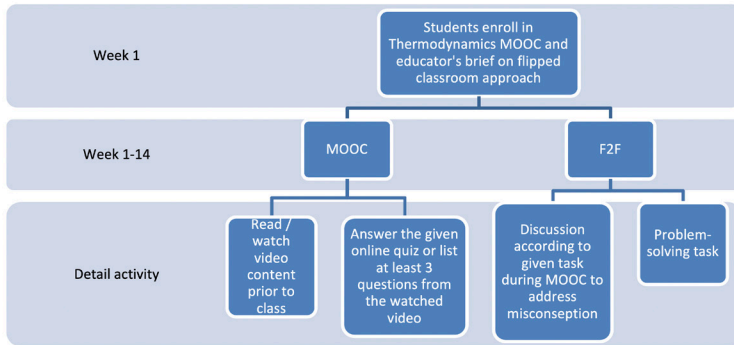 Week 1
Students enroll in
Thermodynamics MOOC and
educator's brief on flipped
classroom approach
Week 1-14
MOOC
F2F
Detail activity
Read /
watch
video
content
prior to
class
Answer the given
online quiz or list
at least 3
questions from
the watched
video
Discussion
according to
given task
during MOOC to
address
misconseption
Problem-
solving task